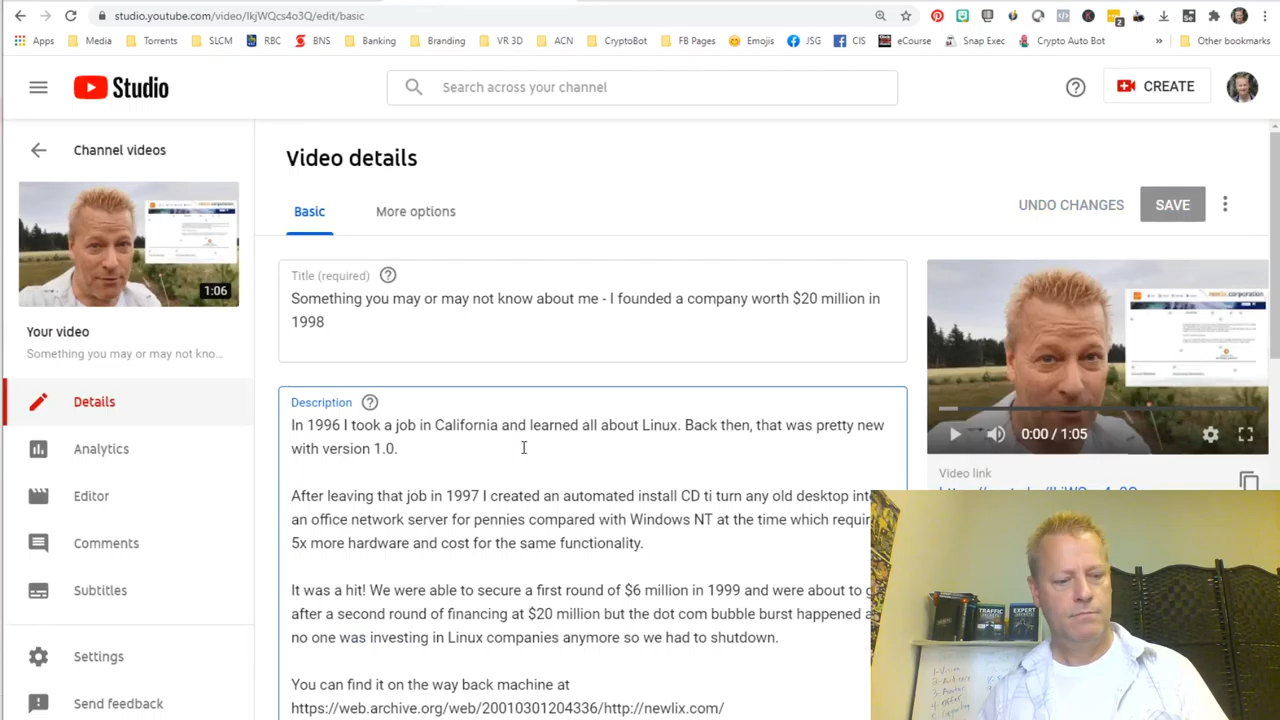 studio.youtube.com/video/IkjWQcs4o3Q/edit/basic
Apps Media Torrents SLCM RBC BNS Banking Branding VR 3D ACN CryptoBot FB Pages Emojis JSG CIS eCourse Snap Exec Crypto Auto Bot » Other bookmarks
Studio
Search across your channel
CREATE
Channel videos
Video details
Basic
More options
UNDO CHANGES
SAVE
Title (required)
Something you may or may not know about me - I founded a company worth $20 million in
1998
1:06
Your video
Something you may or may not kno...
Details
Analytics
Editor
Comments
Subtitles
Settings
Send feedback
Description
In 1996 I took a job in California and learned all about Linux. Back then, that was pretty new
with version 1.0.
After leaving that job in 1997 I created an automated install CD ti turn any old desktop
an office network server for pennies compared with Windows NT at the time which
5x more hardware and cost for the same functionality.
It was a hit! We were able to secure a first round of $6 million in 1999 and were about to
after a second round of financing at $20 million but the dot com bubble burst happened
no one was investing in Linux companies anymore so we had to shutdown.
You can find it on the way back machine at
https://web.archive.org/web/20010301204336/http://newlix.com/
0:00 / 1:05
Video link
TRAFFIC
SECRETS
EXPERT
SECRETS